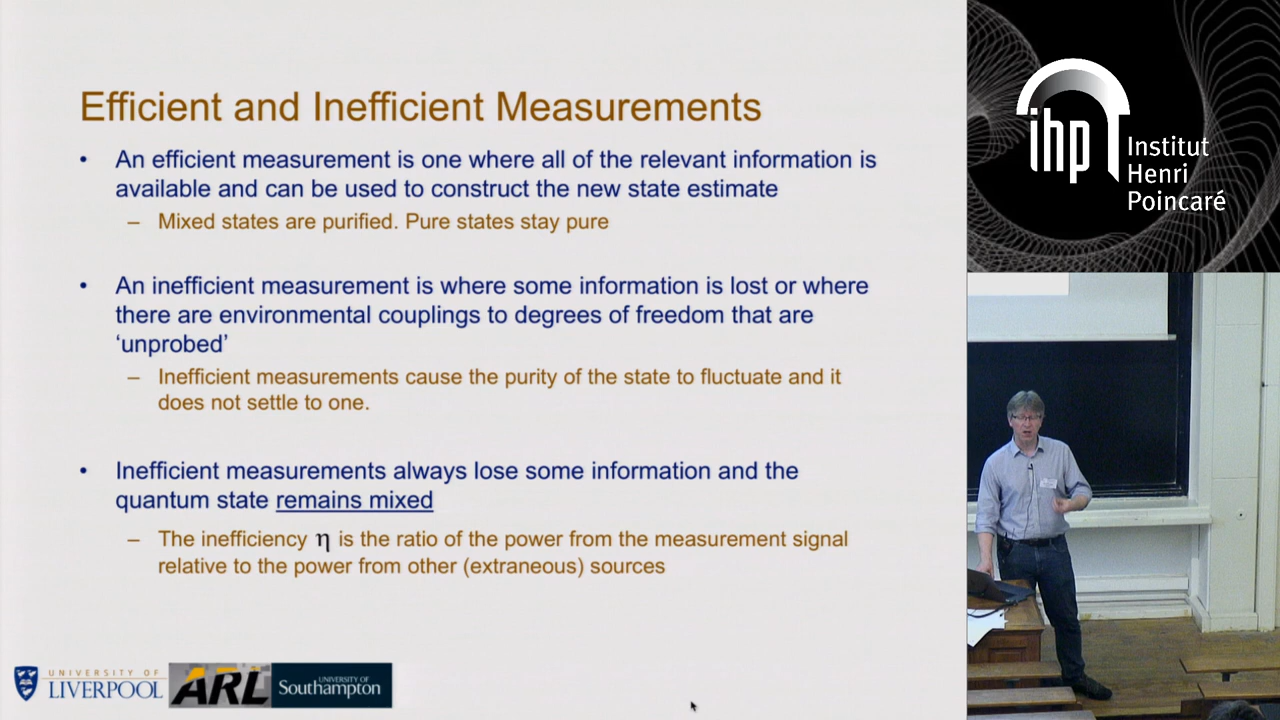 Efficient and Inefficient Measurements
• An efficient measurement is one where all of the relevant information is
available and can be used to construct the new state estimate
– Mixed states are purified. Pure states stay pure
• An inefficient measurement is where some information is lost or where
there are environmental couplings to degrees of freedom that are
‘unprobed’
– Inefficient measurements cause the purity of the state to fluctuate and it
does not settle to one.
• Inefficient measurements always lose some information and the
quantum state remains mixed
– The inefficiency η is the ratio of the power from the measurement signal
relative to the power from other (extraneous) sources
UNIVERSITY OF
LIVERPOOL
ARL
UNIVERSITY OF
Southampton
ihp
Institut
Henri
Poincaré